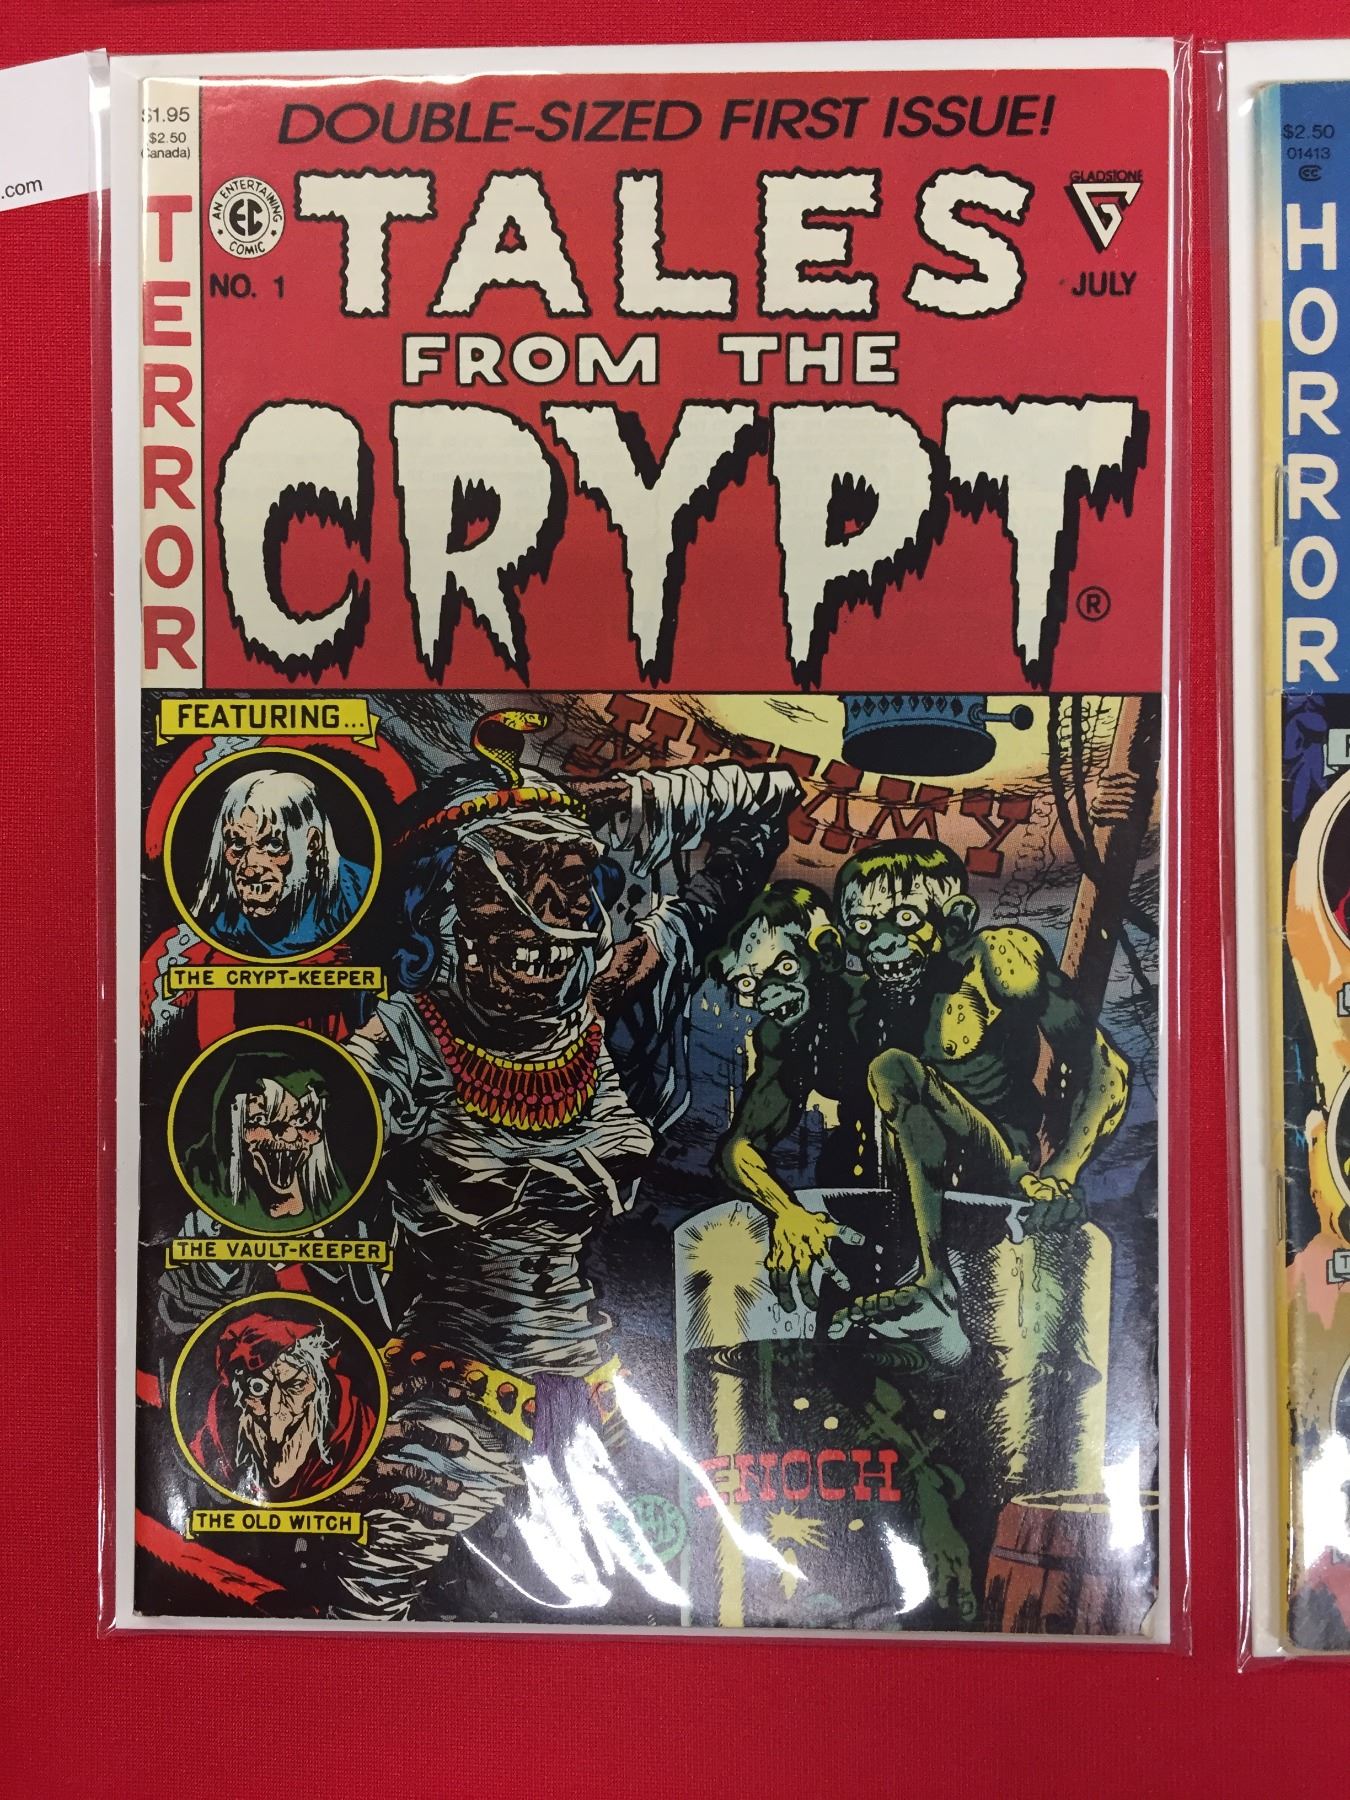 .com
$1.95
$2.50
Canada)
TERROR
DOUBLE-SIZED FIRST ISSUE!
AN ENTERTAINING
EC
COMIC
NO. 1
TALES
FROM THE
CRYPT
®
GLADSTONE
G
JULY
FEATURING...
THE CRYPT-KEEPER
THE VAULT-KEEPER
THE OLD WITCH
MUMMY
ENOCH
$2.50
01413
CC
HORROR
F